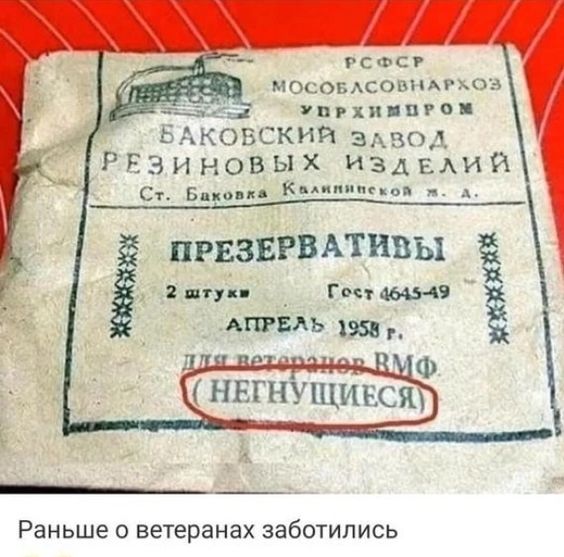 РСФСР
МОСОБЛСОВНАРХОЗ
УПРХИМПРОМ
БАКОВСКИЙ ЗАВОД
РЕЗИНОВЫХ ИЗДЕЛИЙ
Ст. Баковка Калининской ж. д.
ПРЕЗЕРВАТИВЫ
2 штуки Гост 4645-49
АПРЕЛЬ 1958 г.
для ветеранов ВМФ
(НЕГНУЩИЕСЯ)
Раньше о ветеранах заботились